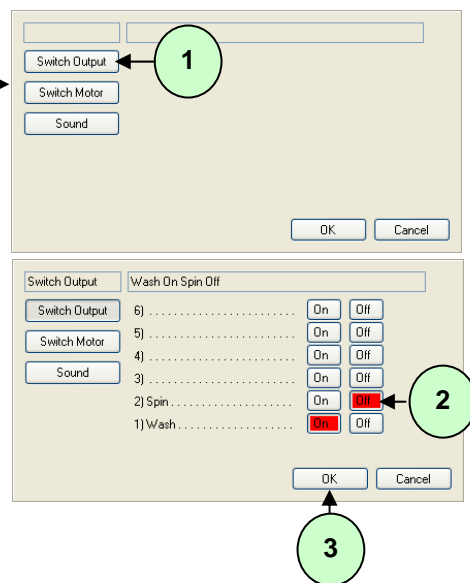 Switch Output
1
Switch Motor
Sound
OK Cancel
Switch Output Wash On Spin Off
Switch Output 6) . . . . . . . . . . . . . . . . . . . . . . . . On Off
Switch Motor 5) . . . . . . . . . . . . . . . . . . . . . . . . On Off
4) . . . . . . . . . . . . . . . . . . . . . . . . On Off
Sound 3) . . . . . . . . . . . . . . . . . . . . . . . . On Off
2) Spin . . . . . . . . . . . . . . . . . . . . On Off 2
1) Wash . . . . . . . . . . . . . . . . . . . On Off
OK Cancel
3